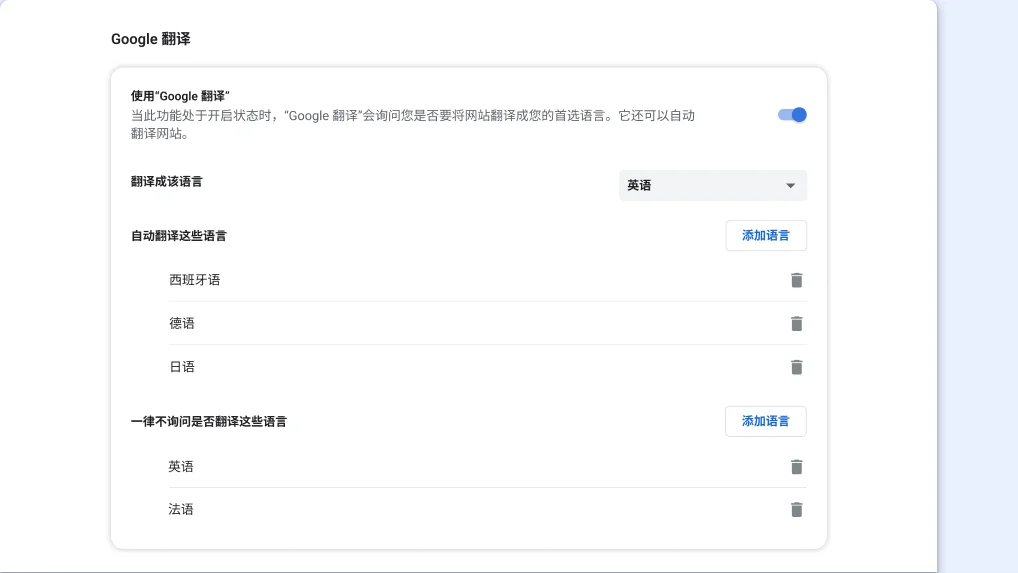 Google 翻译
使用“Google 翻译”
当此功能处于开启状态时，“Google 翻译”会询问您是否要将网站翻译成您的首选语言。它还可以自动
翻译网站。
翻译成该语言
英语
自动翻译这些语言
添加语言
西班牙语
德语
日语
一律不询问是否翻译这些语言
添加语言
英语
法语